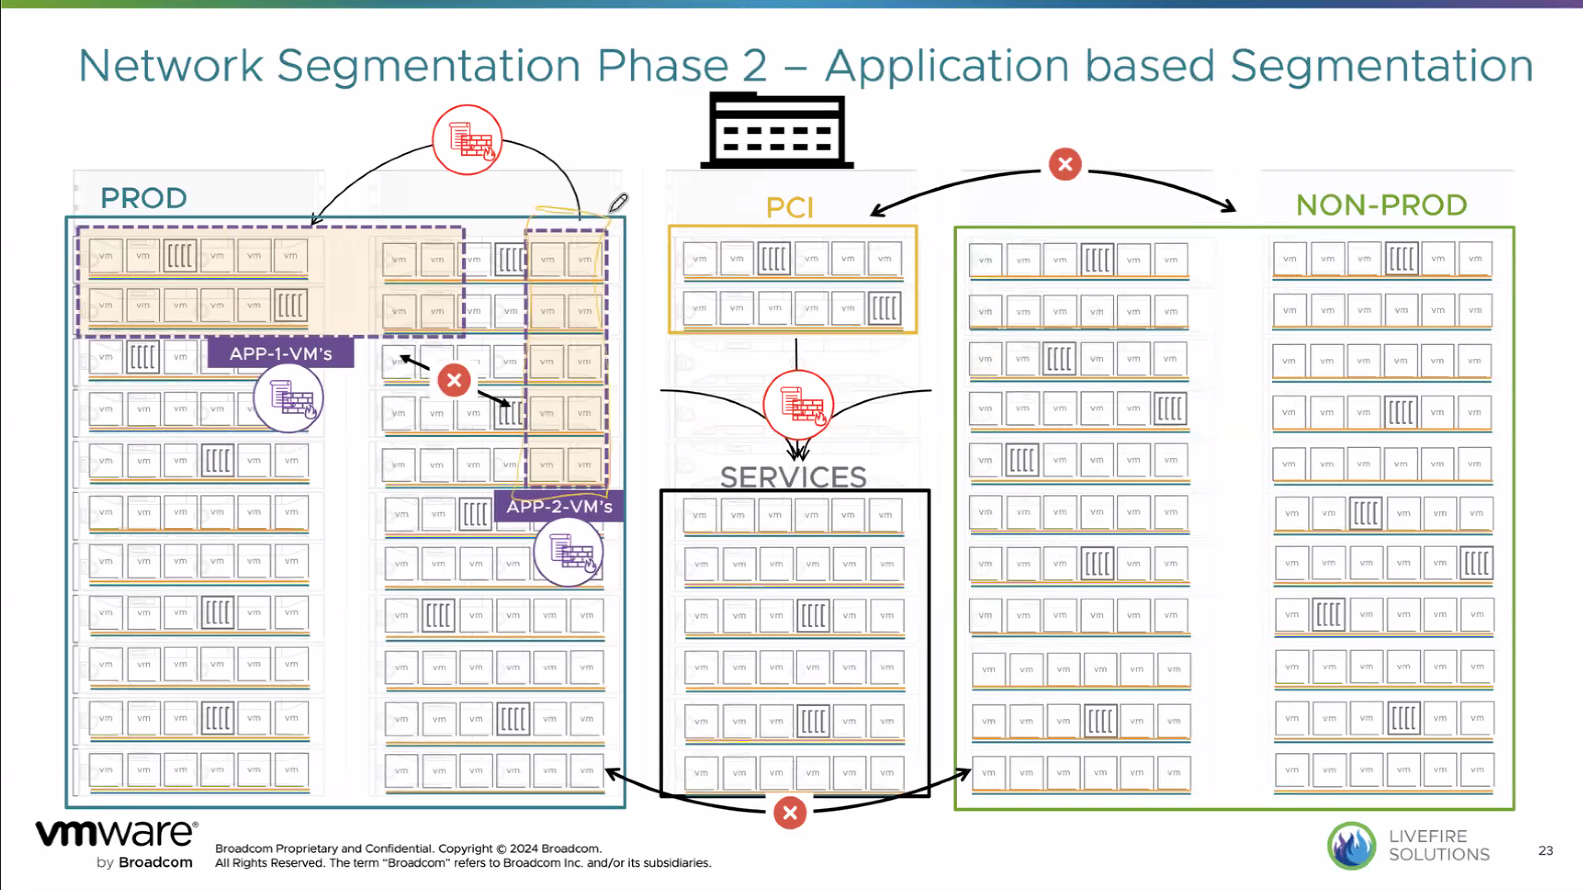 Network Segmentation Phase 2 – Application based Segmentation
PROD
PCI
NON-PROD
APP-1-VM's
APP-2-VM's
SERVICES
vmware®
by Broadcom
Broadcom Proprietary and Confidential. Copyright © 2024 Broadcom.
All Rights Reserved. The term “Broadcom” refers to Broadcom Inc. and/or its subsidiaries.
LIVEFIRE
SOLUTIONS
23